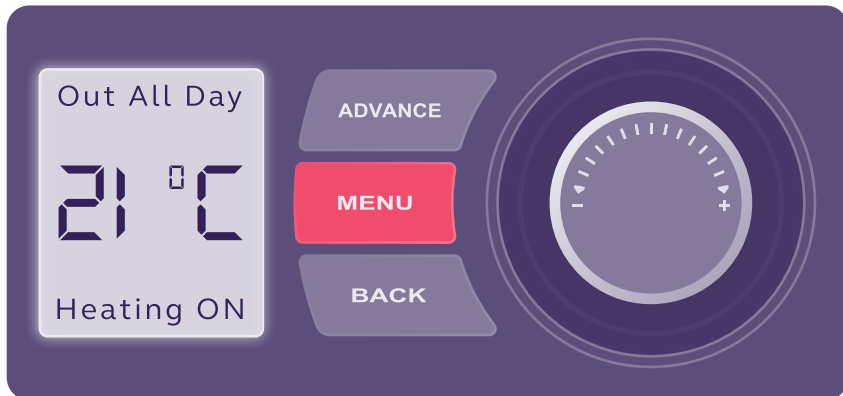 Out All Day
21 °C
Heating ON
ADVANCE
MENU
BACK
- +